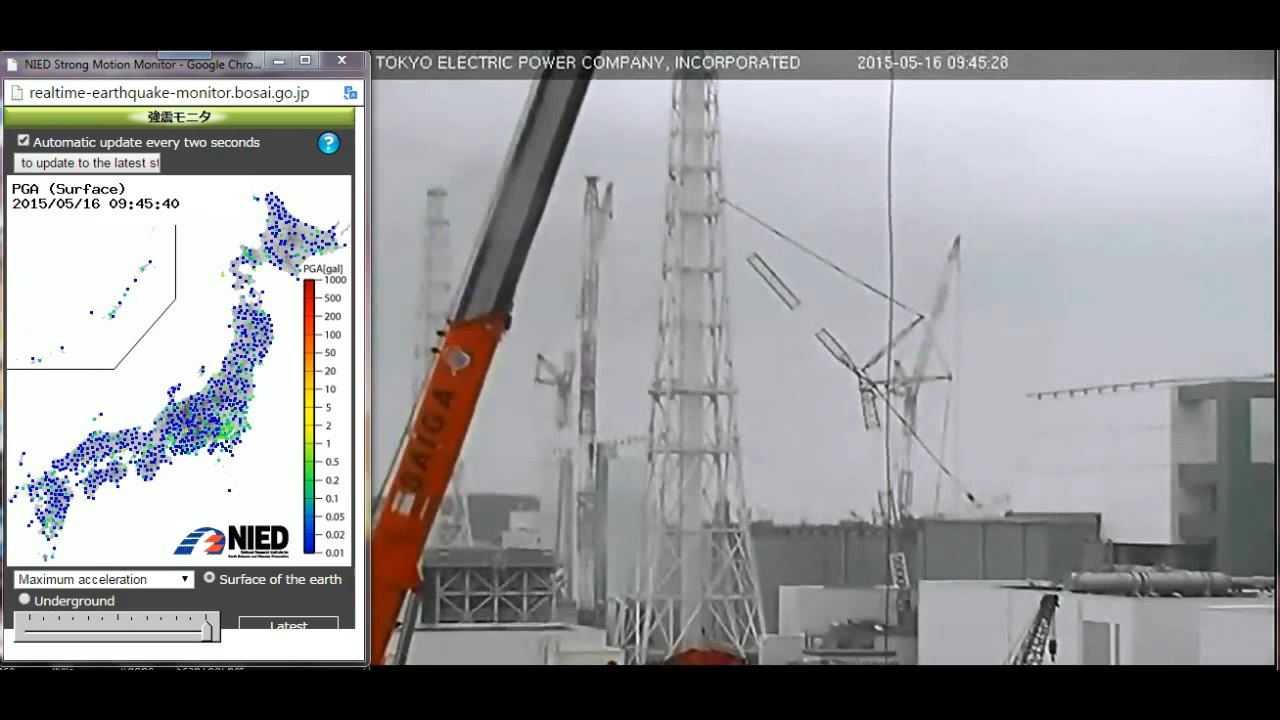 NIED Strong Motion Monitor - Google Chro...
realtime-earthquake-monitor.bosai.go.jp
強震モニタ
Automatic update every two seconds
?
to update to the latest st
PGA (Surface)
2015/05/16 09:45:40
PGA[gal]
1000
500
200
100
50
20
10
5
2
1
0.5
0.2
0.1
0.05
0.02
0.01
NIED
Maximum acceleration
Surface of the earth
Underground
Latest
TOKYO ELECTRIC POWER COMPANY, INCORPORATED 2015-05-16 09:45:28
SAIGA